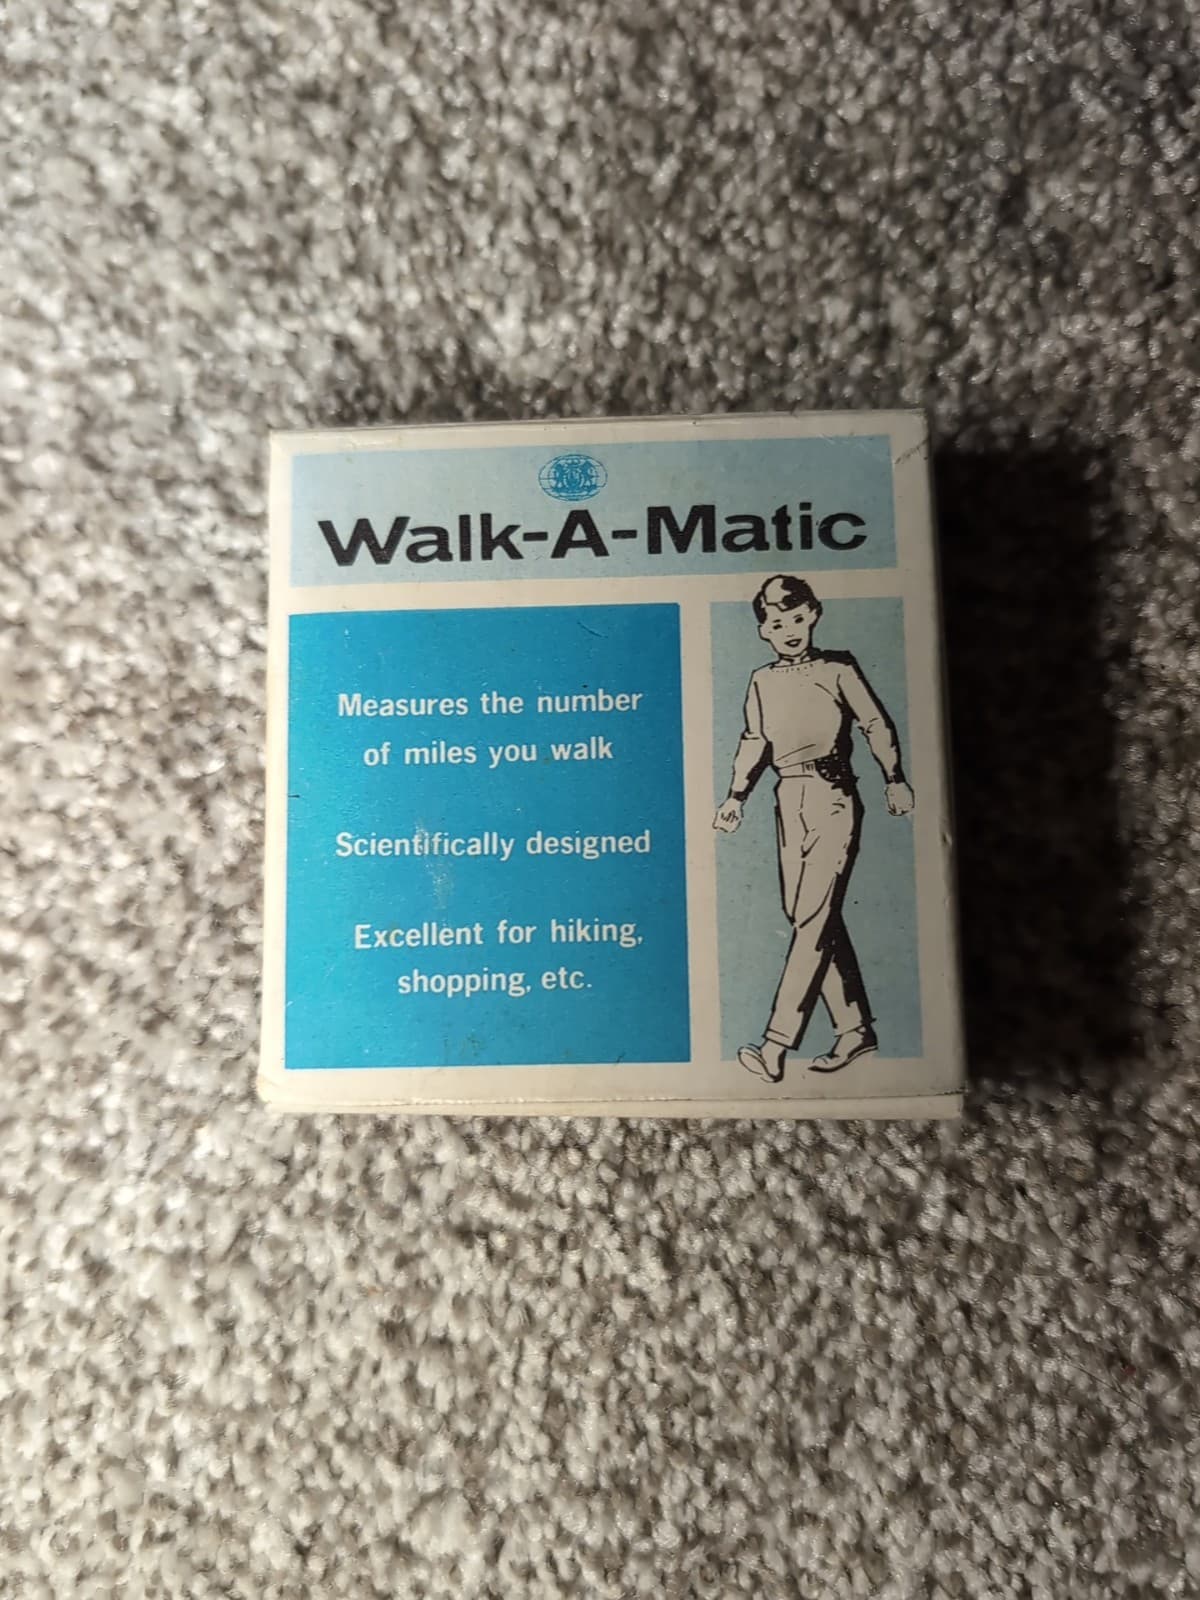 Walk-A-Matic
Measures the number
of miles you walk
Scientifically designed
Excellent for hiking,
shopping, etc.